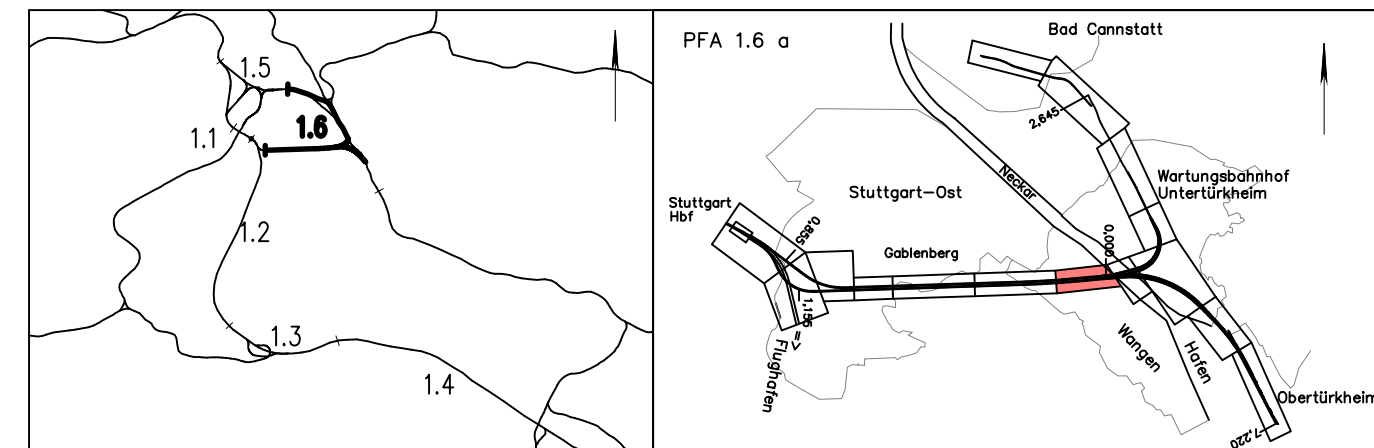 1.5
1.6
1.1
1.2
1.3
1.4
PFA 1.6 a
Bad Cannstatt
2,645
Neckar
Wartungsbahnhof
Untertürkheim
Stuttgart-Ost
Stuttgart
Hbf
0,855
Gablenberg
0,000
1,156 =>
Flughafen
Wangen
Hafen
Obertürkheim
7,220